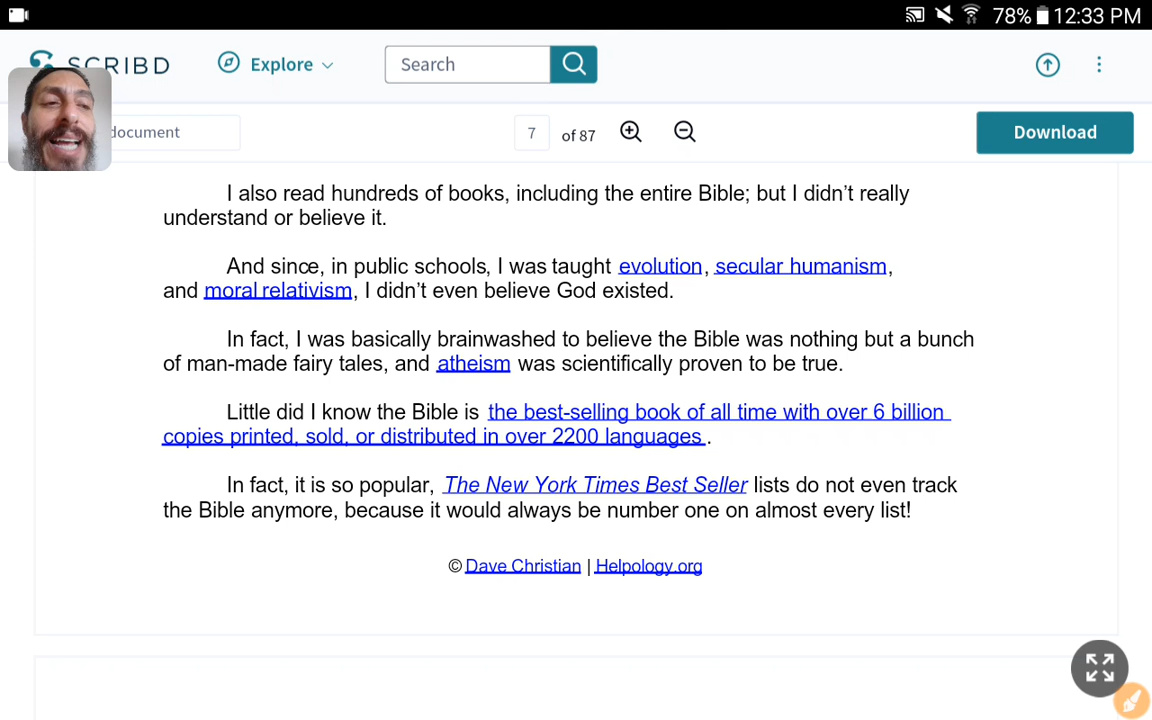 78% 12:33 PM
SCRIBD Explore Search
document 7 of 87 Download
I also read hundreds of books, including the entire Bible; but I didn’t really
understand or believe it.
And since, in public schools, I was taught evolution, secular humanism,
and moral relativism, I didn’t even believe God existed.
In fact, I was basically brainwashed to believe the Bible was nothing but a bunch
of man-made fairy tales, and atheism was scientifically proven to be true.
Little did I know the Bible is the best-selling book of all time with over 6 billion
copies printed, sold, or distributed in over 2200 languages .
In fact, it is so popular, The New York Times Best Seller lists do not even track
the Bible anymore, because it would always be number one on almost every list!
© Dave Christian | Helpology.org